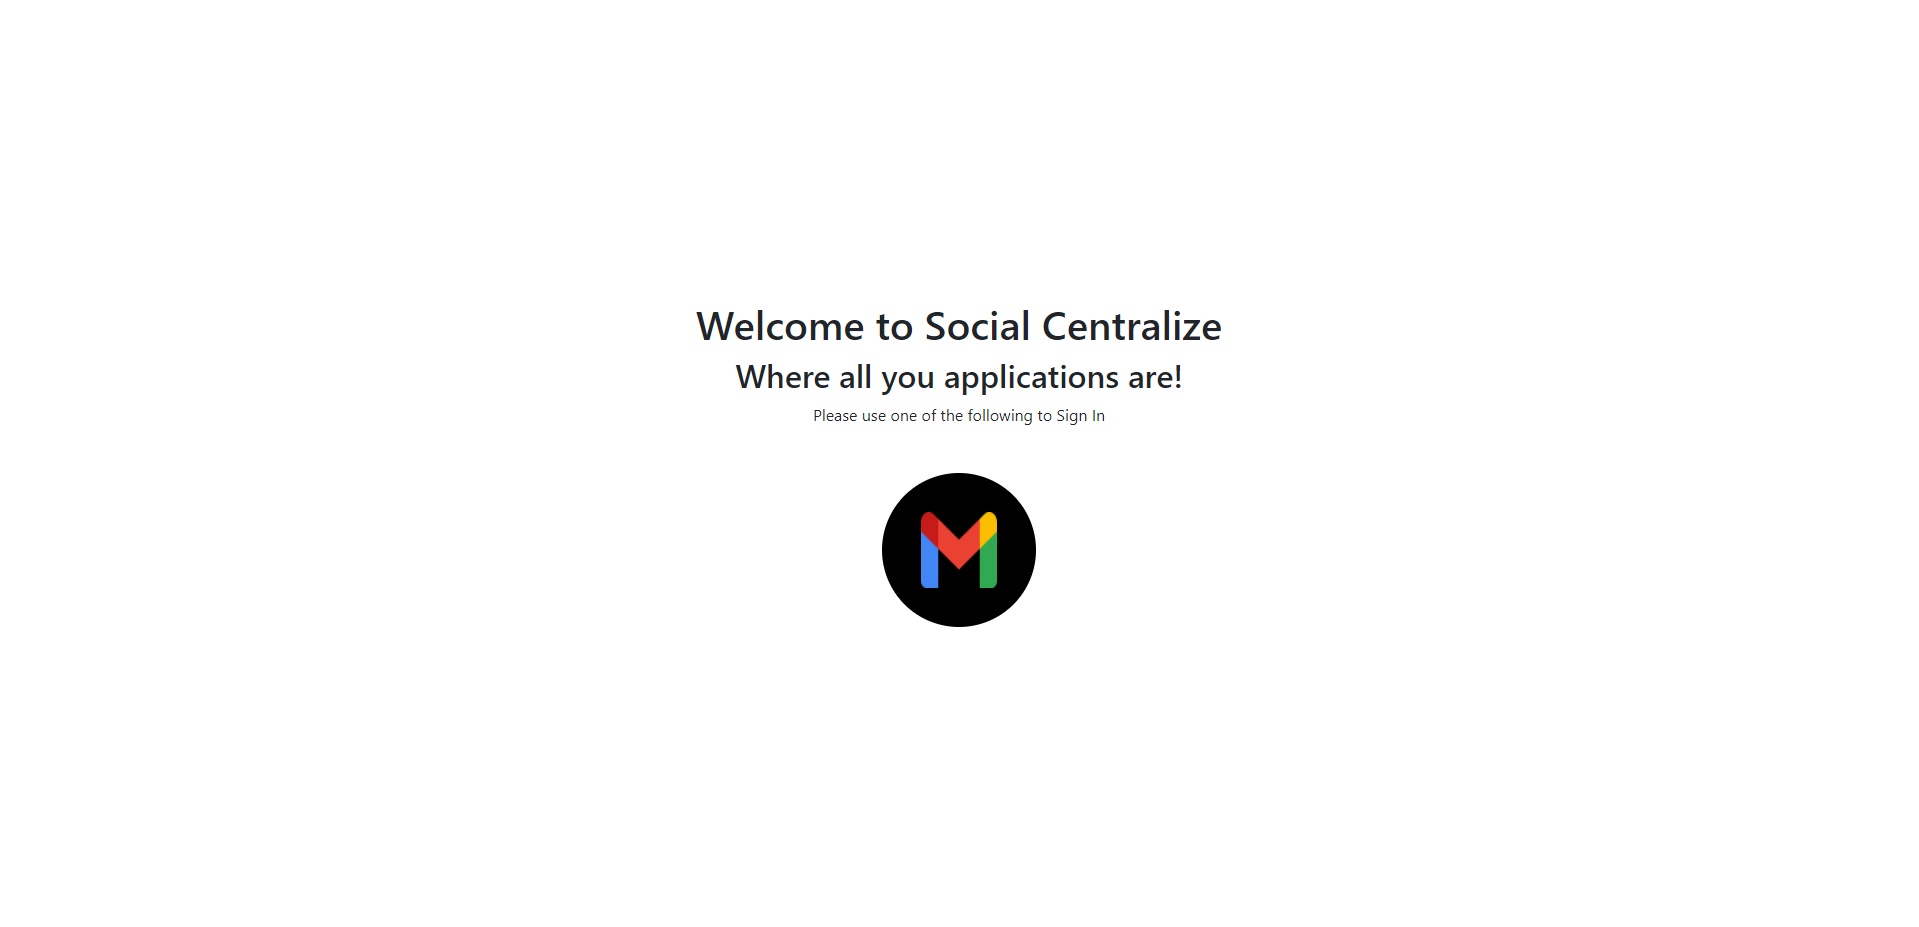 Welcome to Social Centralize
Where all you applications are!
Please use one of the following to Sign In